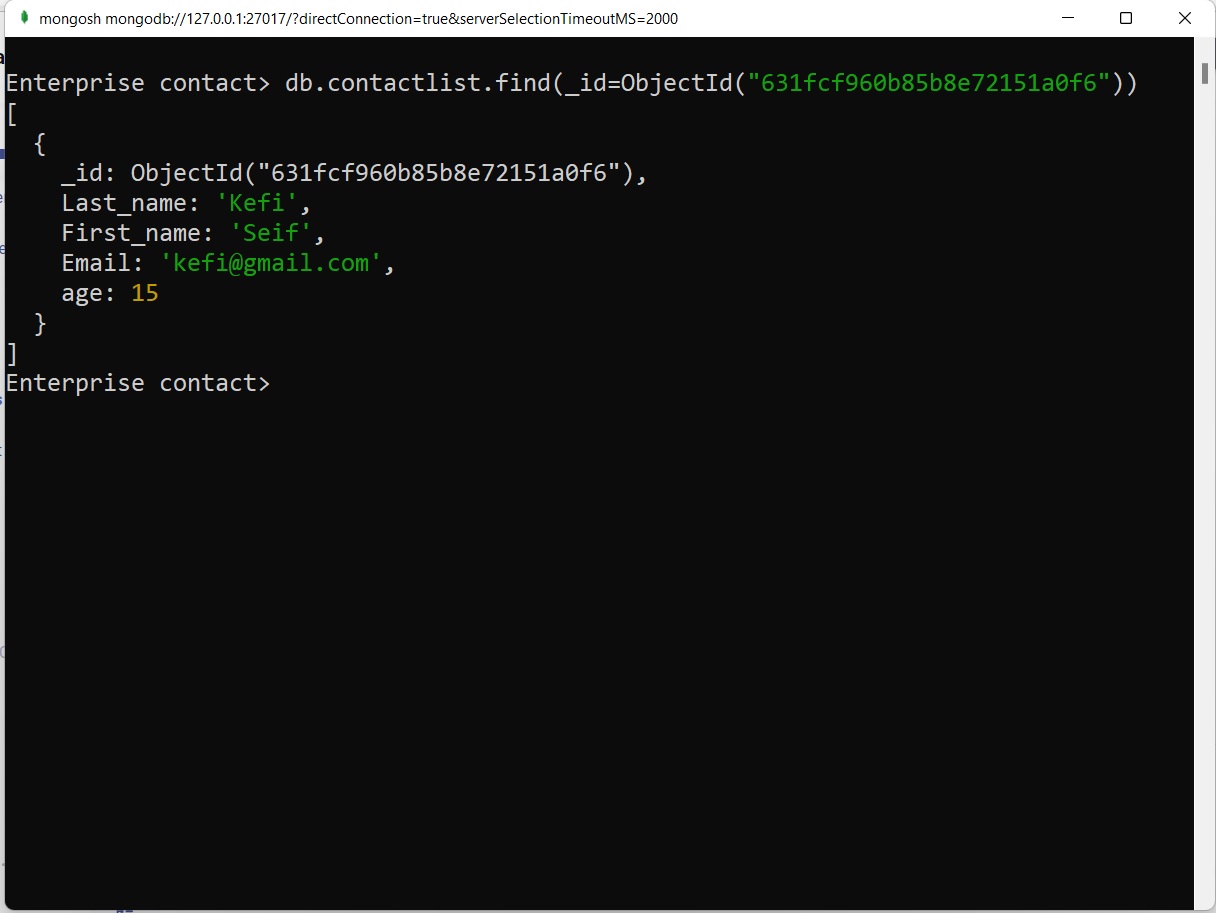 mongosh mongodb://127.0.0.1:27017/?directConnection=true&serverSelectionTimeoutMS=2000
Enterprise contact> db.contactlist.find(_id=ObjectId("631fcf960b85b8e72151a0f6"))
[
  {
    _id: ObjectId("631fcf960b85b8e72151a0f6"),
    Last_name: 'Kefi',
    First_name: 'Seif',
    Email: 'kefi@gmail.com',
    age: 15
  }
]
Enterprise contact>